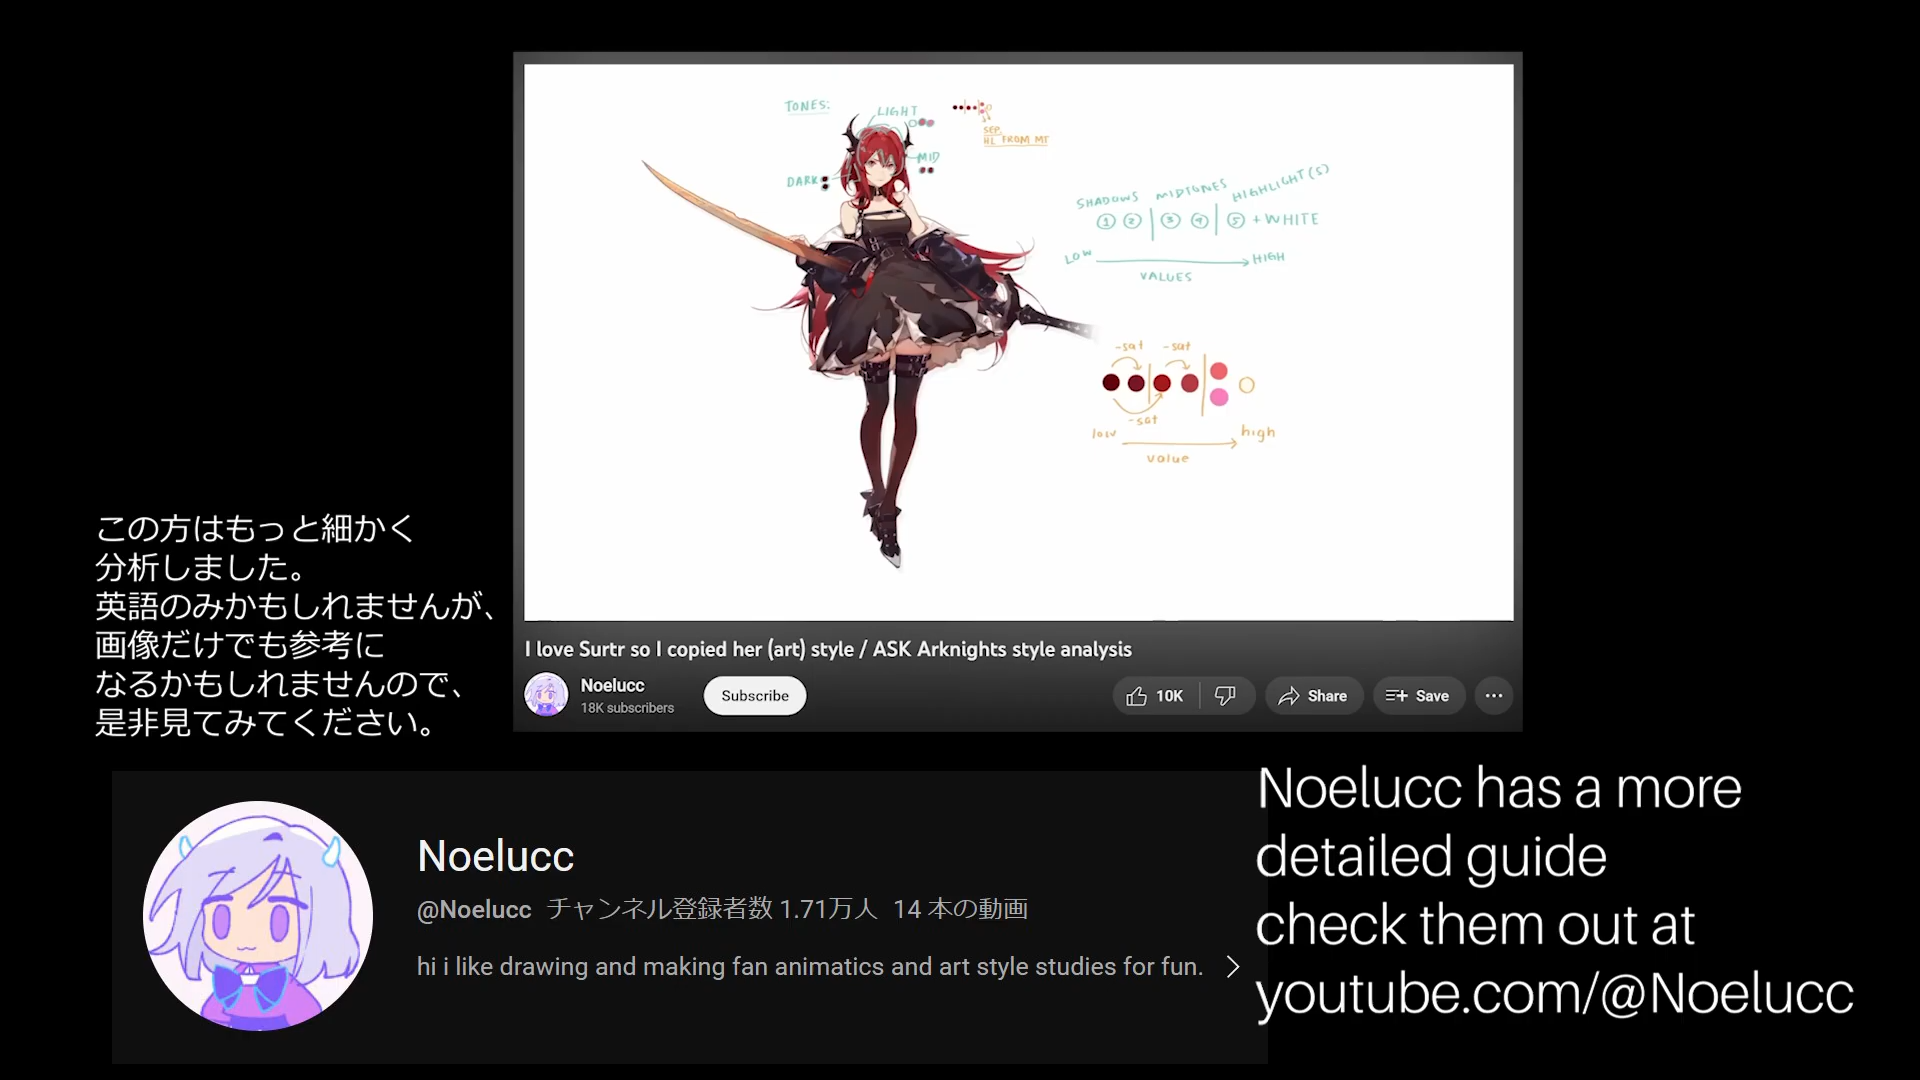 TONES:
LIGHT
SEP.
HL FROM MT
MID
DARK
SHADOWS MIDTONES HIGHLIGHT(S)
1 2 | 3 4 | 5 + WHITE
LOW HIGH
VALUES
-sat -sat
-sat
low high
value
この方はもっと細かく
分析しました。
英語のみかもしれませんが、
画像だけでも参考に
なるかもしれませんので、
是非見てみてください。
I love Surtr so I copied her (art) style / ASK Arknights style analysis
Noelucc
18K subscribers
Subscribe
10K
Share
Save
Noelucc
@Noelucc チャンネル登録者数 1.71万人 14 本の動画
hi i like drawing and making fan animatics and art style studies for fun.
Noelucc has a more
detailed guide
check them out at
youtube.com/@Noelucc